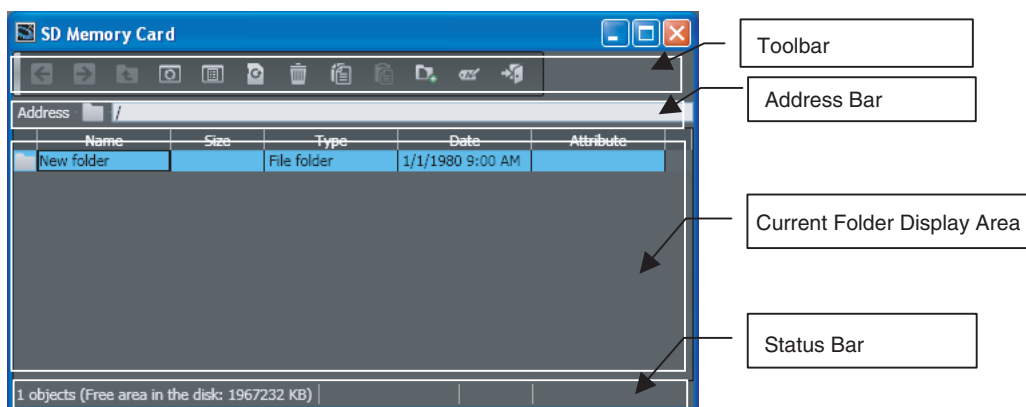 SD Memory Card
Toolbar
Address /
Address Bar
Name Size Type Date Attribute
New folder File folder 1/1/1980 9:00 AM
Current Folder Display Area
Status Bar
1 objects (Free area in the disk: 1967232 KB)